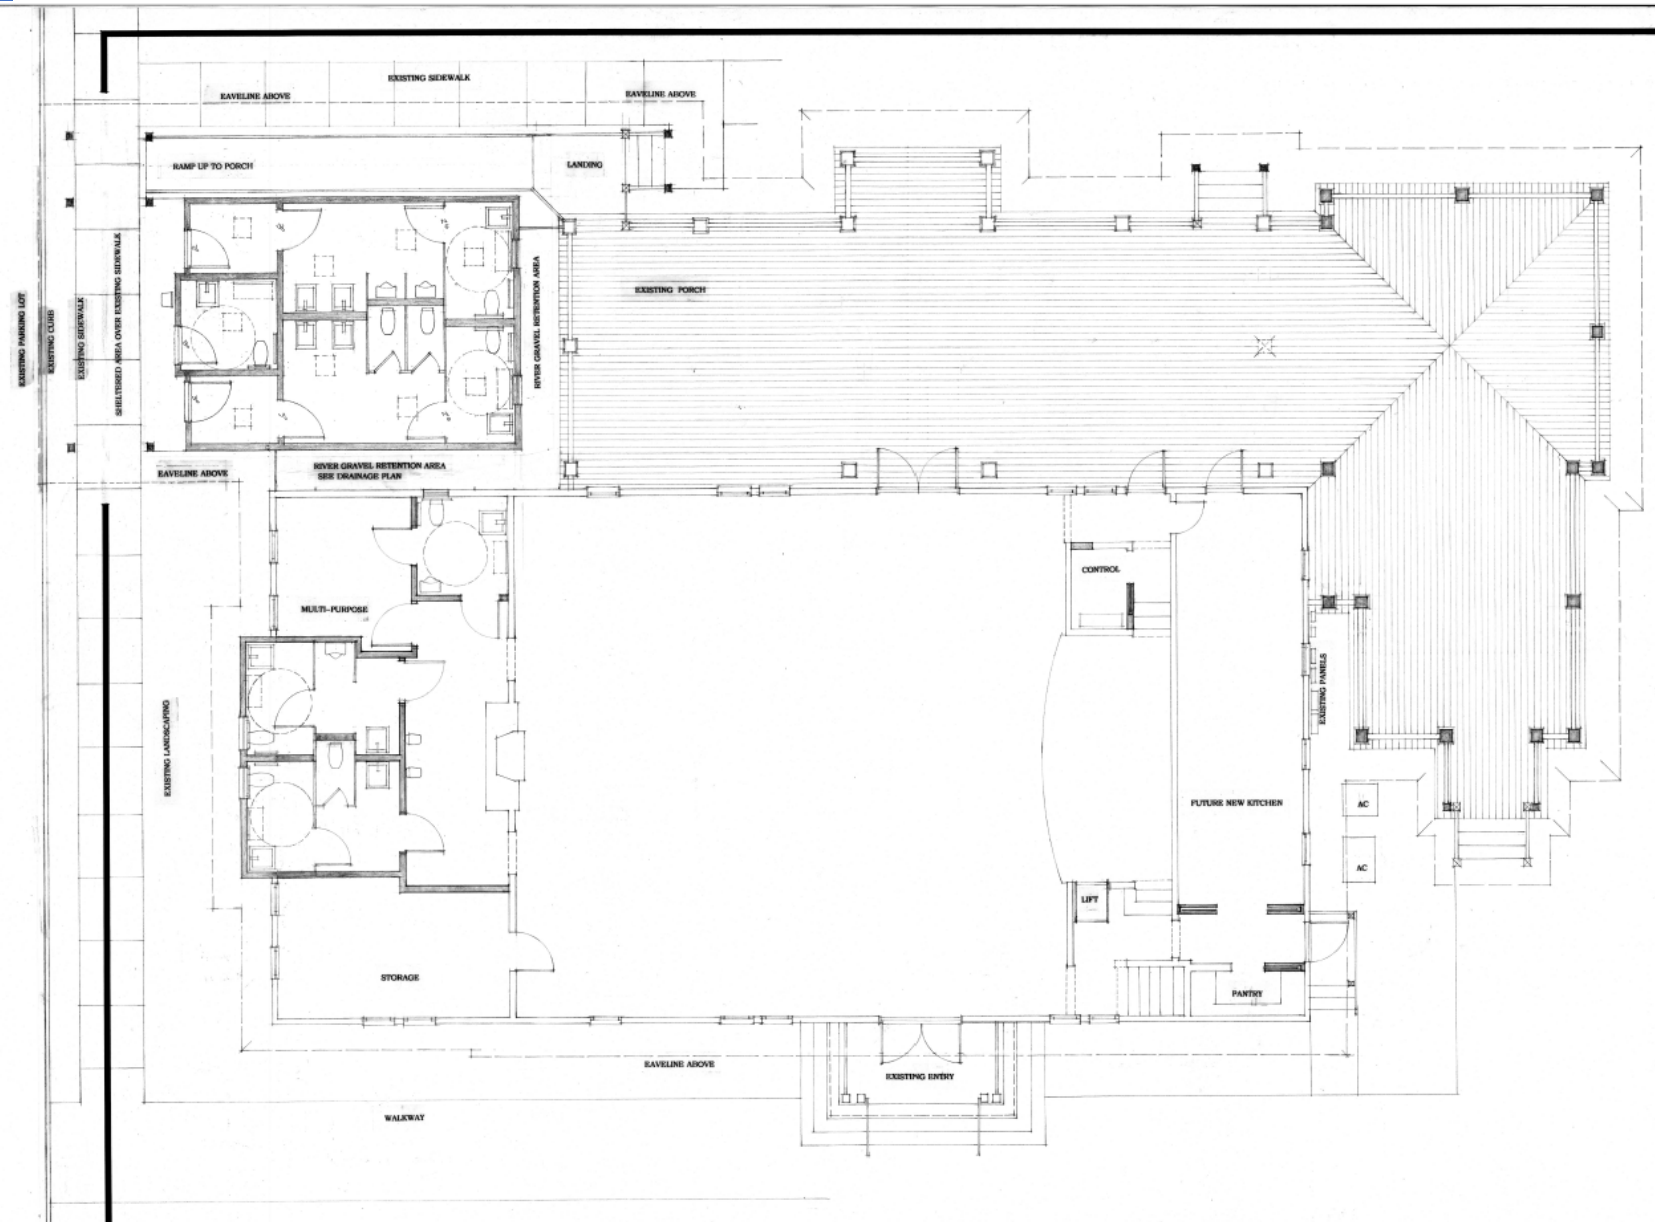 EXISTING SIDEWALK
EAVELINE ABOVE
EAVELINE ABOVE
RAMP UP TO PORCH
LANDING
EXISTING PARKING LOT
EXISTING CURB
EXISTING SIDEWALK
SHELTERED AREA OVER EXISTING SIDEWALK
RIVER GRAVEL RETENTION AREA
EXISTING PORCH
EAVELINE ABOVE
RIVER GRAVEL RETENTION AREA
SEE DRAINAGE PLAN
CONTROL
MULTI-PURPOSE
EXISTING PANELS
EXISTING LANDSCAPING
FUTURE NEW KITCHEN
AC
AC
LIFT
STORAGE
PANTRY
EAVELINE ABOVE
EXISTING ENTRY
WALKWAY